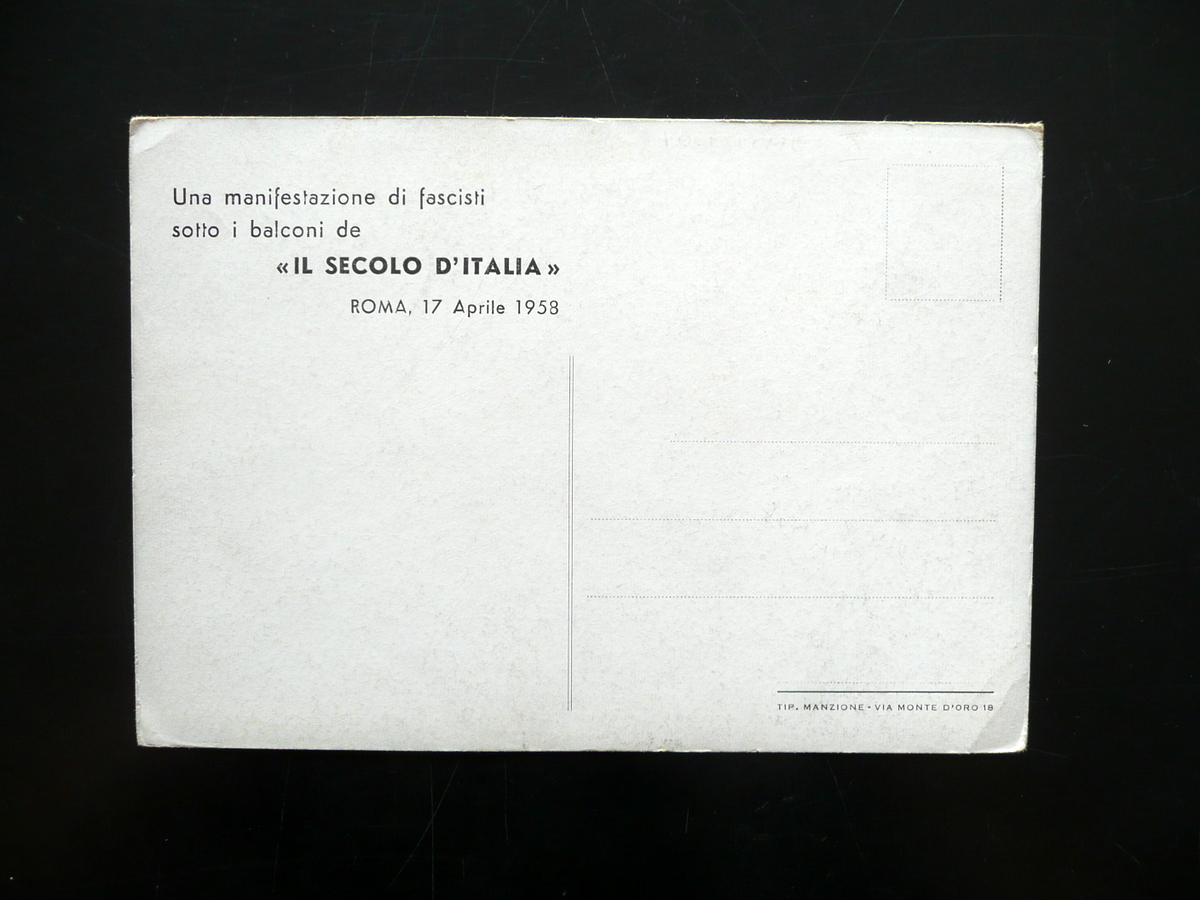 Una manifestazione di fascisti
sotto i balconi de
«IL SECOLO D'ITALIA»
ROMA, 17 Aprile 1958
TIP. MANZIONE - VIA MONTE D'ORO 18